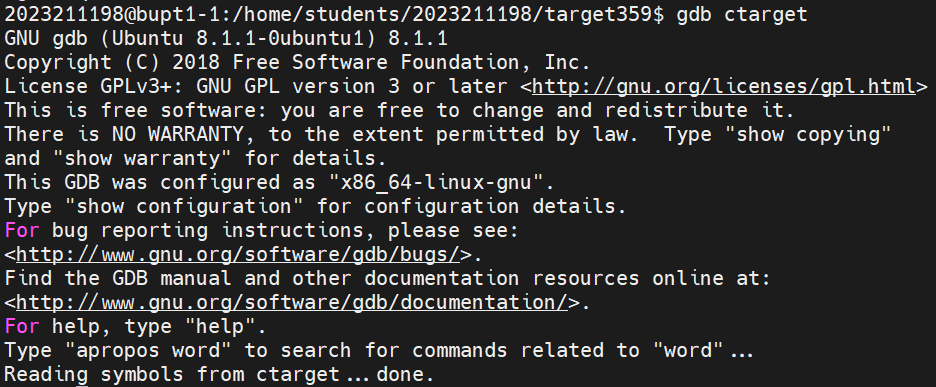 2023211198@bupt1-1:/home/students/2023211198/target359$ gdb ctarget
GNU gdb (Ubuntu 8.1.1-0ubuntu1) 8.1.1
Copyright (C) 2018 Free Software Foundation, Inc.
License GPLv3+: GNU GPL version 3 or later <http://gnu.org/licenses/gpl.html>
This is free software: you are free to change and redistribute it.
There is NO WARRANTY, to the extent permitted by law.  Type "show copying"
and "show warranty" for details.
This GDB was configured as "x86_64-linux-gnu".
Type "show configuration" for configuration details.
For bug reporting instructions, please see:
<http://www.gnu.org/software/gdb/bugs/>.
Find the GDB manual and other documentation resources online at:
<http://www.gnu.org/software/gdb/documentation/>.
For help, type "help".
Type "apropos word" to search for commands related to "word"...
Reading symbols from ctarget...done.